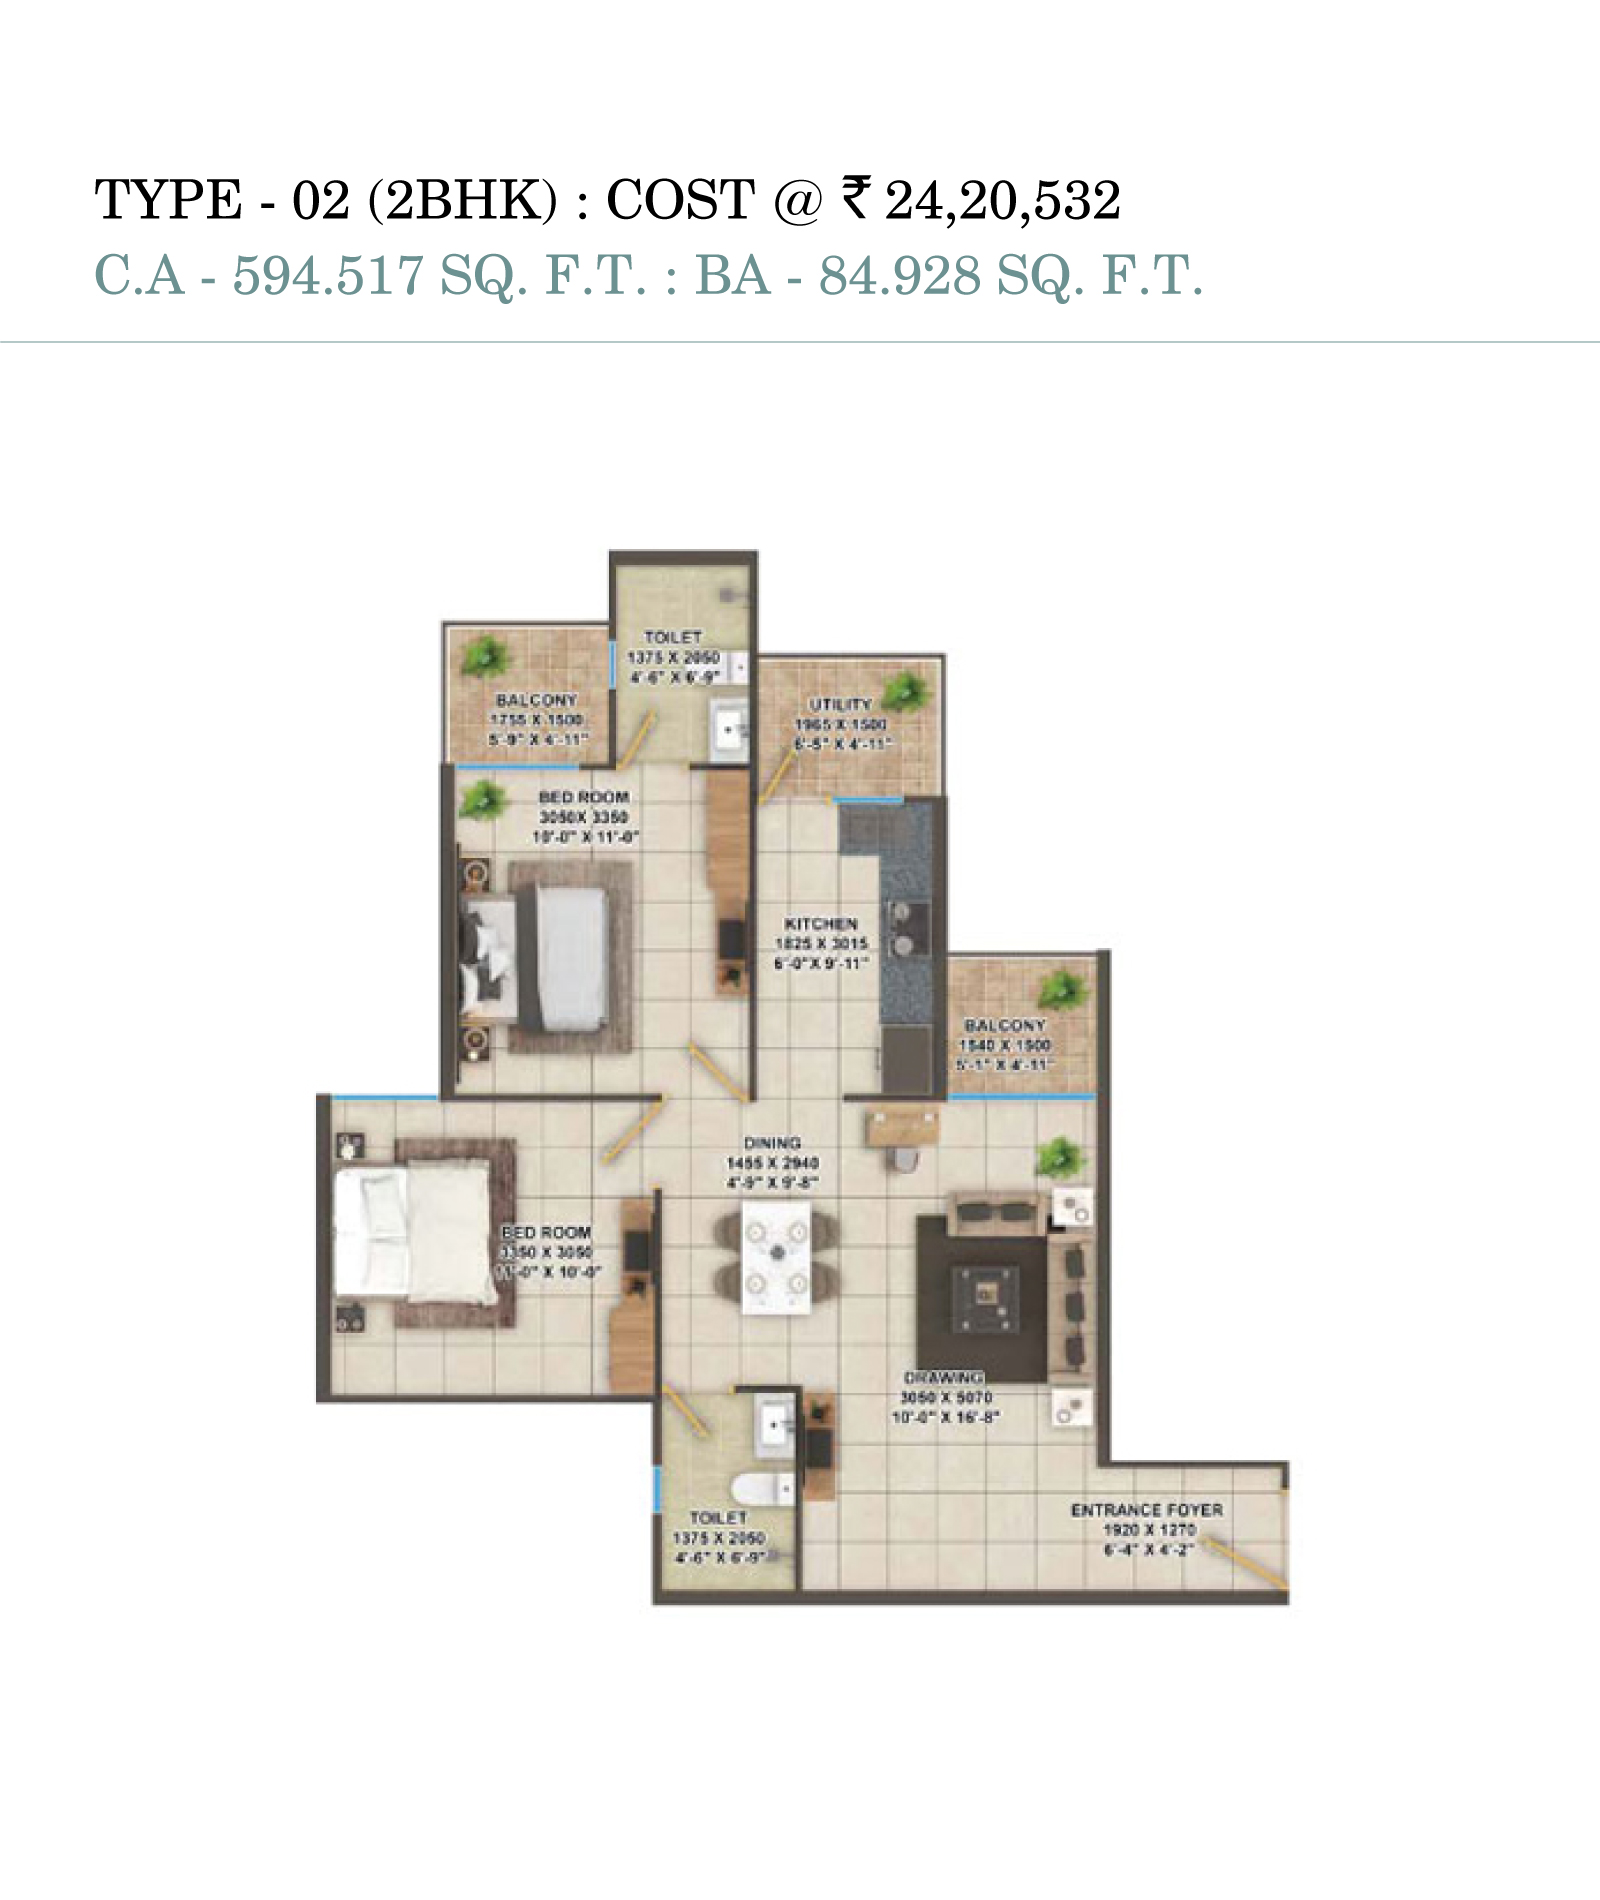 TYPE - 02 (2BHK) : COST @ ₹ 24,20,532
C.A - 594.517 SQ. F.T. : BA - 84.928 SQ. F.T.
TOILET
1375 X 2050
4'-6" X 6'-9"
BALCONY
1755 X 1500
5'-9" X 4'-11"
UTILITY
1965 X 1500
6'-5" X 4'-11"
BED ROOM
3050X 3350
10'-0" X 11'-0"
KITCHEN
1825 X 3015
6'-0"X 9'-11"
BALCONY
1540 X 1500
5'-1" X 4'-11"
DINING
1455 X 2940
4'-9" X 9'-8"
BED ROOM
3350 X 3050
11'-0" X 10'-0"
DRAWING
3050 X 5070
10'-0" X 16'-8"
TOILET
1375 X 2050
4'-6" X 6'-9"
ENTRANCE FOYER
1920 X 1270
6'-4" X 4'-2"